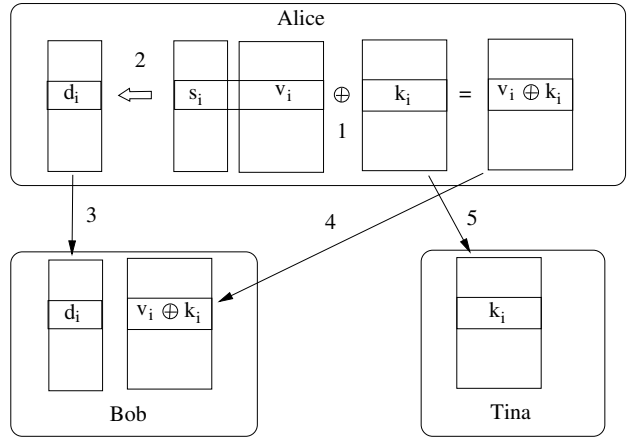 Alice
2
d_i ⇐ s_i v_i ⊕ k_i = v_i ⊕ k_i
1
3 4 5
d_i v_i ⊕ k_i k_i
Bob Tina